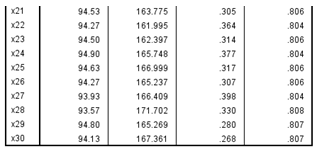 x21 94.53 163.775 .305 .806
x22 94.27 161.995 .364 .804
x23 94.50 162.397 .314 .806
x24 94.90 165.748 .377 .804
x25 94.63 166.999 .317 .806
x26 94.27 165.237 .307 .806
x27 93.93 166.409 .398 .804
x28 93.57 171.702 .330 .808
x29 94.80 165.269 .280 .807
x30 94.13 167.361 .268 .807